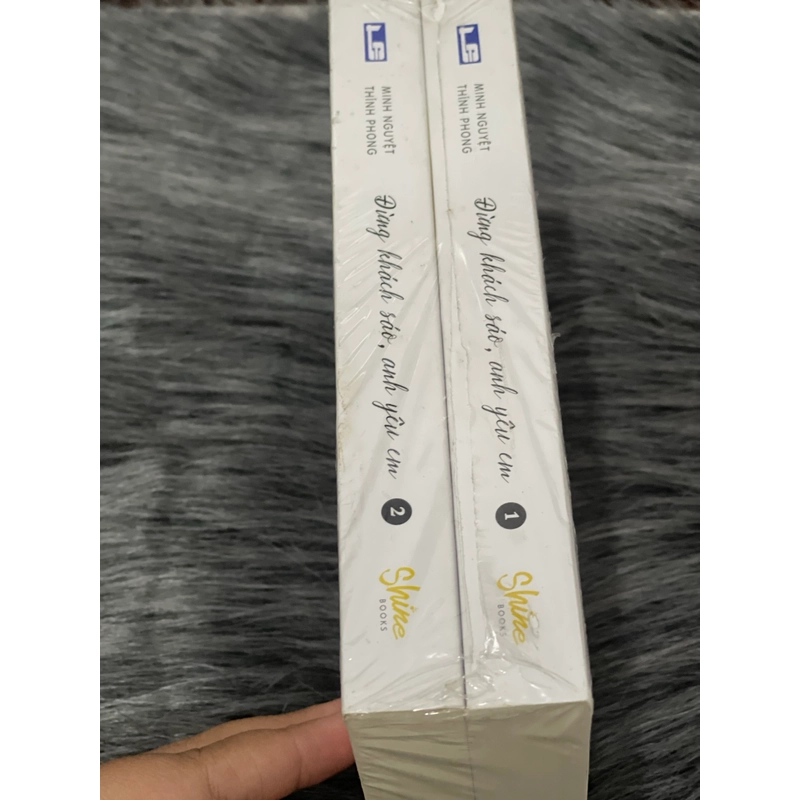 MINH NGUYỆT
THỊNH PHONG
Đừng khách sáo, anh yêu em
1
Shine
BOOKS
MINH NGUYỆT
THỊNH PHONG
Đừng khách sáo, anh yêu em
2
Shine
BOOKS